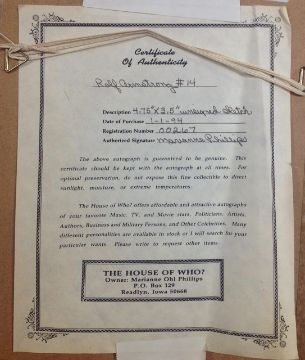 Certificate
Of Authenticity
Rolf Armstrong #14
Description 4.75" X 3.5" unsigned sketch
Date of Purchase 1-1-94
Registration Number 00267
Authorized Signature Marianne Phillips
The above autograph is guaranteed to be genuine. This
certificate should be kept with the autograph at all times. For
optimal preservation, do not expose this fine collectible to direct
sunlight, moisture, or extreme temperatures.
The House of Who? offers affordable and attractive autographs
of your favorite Music, TV, and Movie stars, Politicians, Artists,
Authors, Business and Military Persons, and Other Celebrities. Many
different personalities are available in stock or I will search for your
particular wants. Please write to request other items.
THE HOUSE OF WHO?
Owner: Merianne Ohl Phillips
P.O. Box 129
Readlyn, Iowa 50668